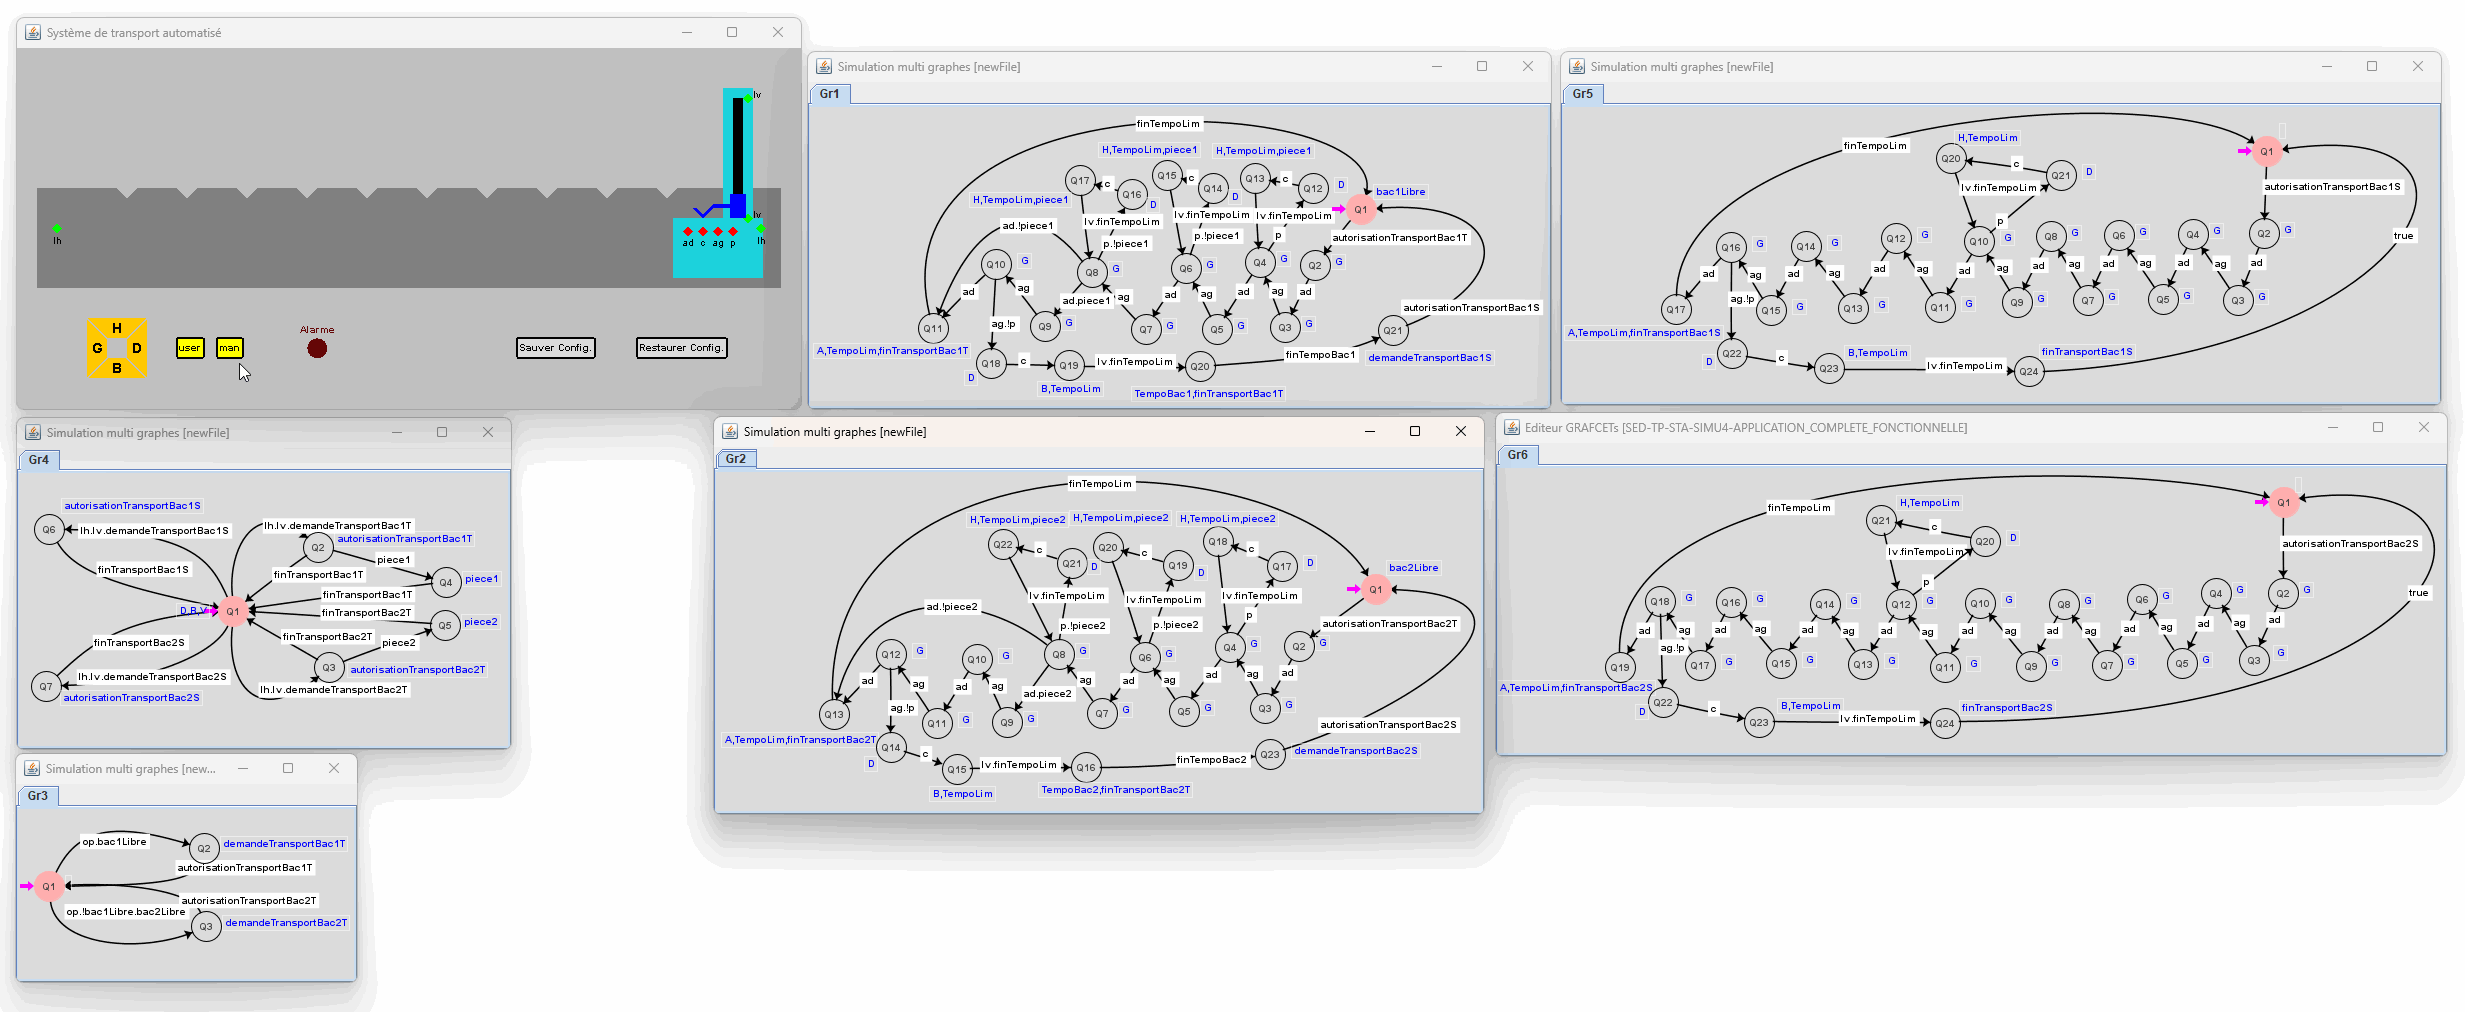 Système de transport automatisé
lv
lv
lh
lh
ad c ag p
H
G D
B
user
man
Alarme
Sauver Config.
Restaurer Config.
Simulation multi graphes [newFile]
Gr1
finTempoLim
H,TempoLim,piece1
H,TempoLim,piece1
Q17
c
Q16
D
Q15
c
Q14
D
Q13
c
Q12
D
bac1Libre
H,TempoLim,piece1
Q1
lv.finTempoLim
lv.finTempoLim
lv.finTempoLim
ad.!piece1
p.!piece1
p.!piece1
p
autorisationTransportBac1T
Q10
G
Q8
G
Q6
G
Q4
G
Q2
G
ad
ag
ad.piece1
ag
ad
ag
ad
ag
ad
Q11
Q9
G
Q7
G
Q5
G
Q3
G
autorisationTransportBac1S
ag.!p
Q21
A,TempoLim,finTransportBac1T
finTempoBac1
demandeTransportBac1S
Q18
D
c
Q19
lv.finTempoLim
Q20
B,TempoLim
TempoBac1,finTransportBac1T
Simulation multi graphes [newFile]
Gr5
finTempoLim
H,TempoLim
Q20
c
Q21
D
Q1
lv.finTempoLim
autorisationTransportBac1S
p
Q16
G
Q14
G
Q12
G
Q10
G
Q8
G
Q6
G
Q4
G
Q2
G
true
ad
ag
ad
ag
ad
ag
ad
ag
ad
ag
ad
ag
ad
ag
ad
Q17
Q15
G
Q13
G
Q11
G
Q9
G
Q7
G
Q5
G
Q3
G
ag.!p
A,TempoLim,finTransportBac1S
Q22
D
c
Q23
B,TempoLim
lv.finTempoLim
Q24
finTransportBac1S
Simulation multi graphes [newFile]
Gr4
autorisationTransportBac1S
Q6
lh.lv.demandeTransportBac1S
lh.lv.demandeTransportBac1T
Q2
autorisationTransportBac1T
piece1
finTransportBac1S
finTransportBac1T
Q4
piece1
finTransportBac1T
D,B,V
Q1
finTransportBac2T
Q5
piece2
finTransportBac2S
finTransportBac2T
piece2
Q3
autorisationTransportBac2T
lh.lv.demandeTransportBac2S
Q7
autorisationTransportBac2S
lh.lv.demandeTransportBac2T
Simulation multi graphes [newFile]
Gr2
finTempoLim
H,TempoLim,piece2
H,TempoLim,piece2
H,TempoLim,piece2
Q22
c
Q21
D
Q20
c
Q19
D
Q18
c
Q17
D
bac2Libre
Q1
lv.finTempoLim
lv.finTempoLim
lv.finTempoLim
ad.!piece2
p.!piece2
p.!piece2
p
autorisationTransportBac2T
Q12
G
Q10
G
Q8
G
Q6
G
Q4
G
Q2
G
ad
ag
ad
ag
ad.piece2
ag
ad
ag
ad
ag
ad
Q13
Q11
G
Q9
G
Q7
G
Q5
G
Q3
G
ag.!p
autorisationTransportBac2S
A,TempoLim,finTransportBac2T
Q14
D
c
Q15
lv.finTempoLim
Q16
finTempoBac2
Q23
demandeTransportBac2S
B,TempoLim
TempoBac2,finTransportBac2T
Editeur GRAFCETs [SED-TP-STA-SIMU4-APPLICATION_COMPLETE_FONCTIONNELLE]
Gr6
finTempoLim
H,TempoLim
Q21
c
Q20
D
Q1
lv.finTempoLim
autorisationTransportBac2S
p
Q18
G
Q16
G
Q14
G
Q12
G
Q10
G
Q8
G
Q6
G
Q4
G
Q2
G
true
ad
ag
ad
ag
ad
ag
ad
ag
ad
ag
ad
ag
ad
ag
ad
ag
ad
Q19
Q17
G
Q15
G
Q13
G
Q11
G
Q9
G
Q7
G
Q5
G
Q3
G
ag.!p
A,TempoLim,finTransportBac2S
Q22
D
c
Q23
B,TempoLim
lv.finTempoLim
Q24
finTransportBac2S
Simulation multi graphes [new...
Gr3
op.bac1Libre
Q2
demandeTransportBac1T
autorisationTransportBac1T
Q1
autorisationTransportBac2T
op.!bac1Libre.bac2Libre
Q3
demandeTransportBac2T